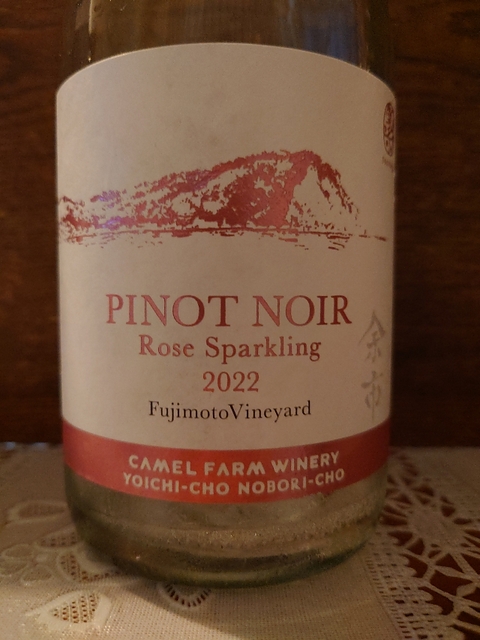 PINOT NOIR
Rose Sparkling
2022
FujimotoVineyard
余市
CAMEL FARM WINERY
YOICHI-CHO NOBORI-CHO